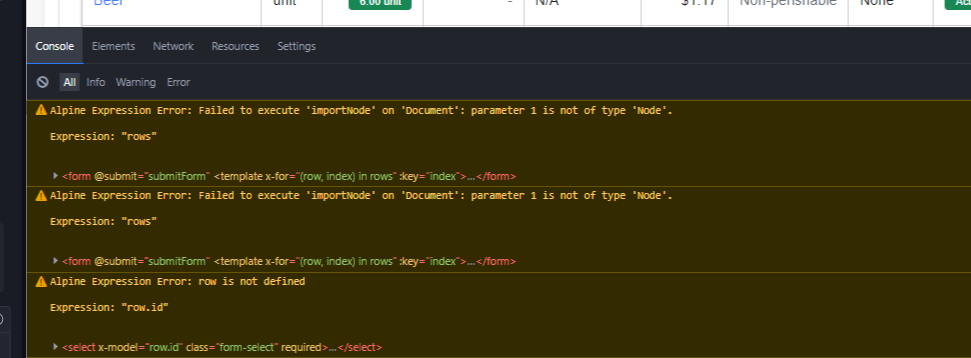 Beer unit 6.00 unit - N/A $1.17 Non-perishable None
Console Elements Network Resources Settings
All Info Warning Error
Alpine Expression Error: Failed to execute 'importNode' on 'Document': parameter 1 is not of type 'Node'.
Expression: "rows"
<form @submit="submitForm" <template x-for="(row, index) in rows" :key="index">…</form>
Alpine Expression Error: Failed to execute 'importNode' on 'Document': parameter 1 is not of type 'Node'.
Expression: "rows"
<form @submit="submitForm" <template x-for="(row, index) in rows" :key="index">…</form>
Alpine Expression Error: row is not defined
Expression: "row.id"
<select x-model="row.id" class="form-select" required>…</select>